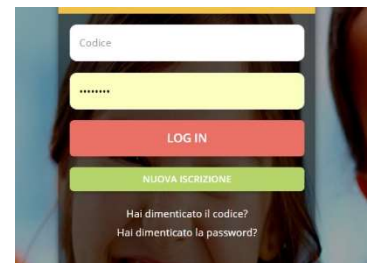 Codice
••••••••
LOG IN
NUOVA ISCRIZIONE
Hai dimenticato il codice?
Hai dimenticato la password?